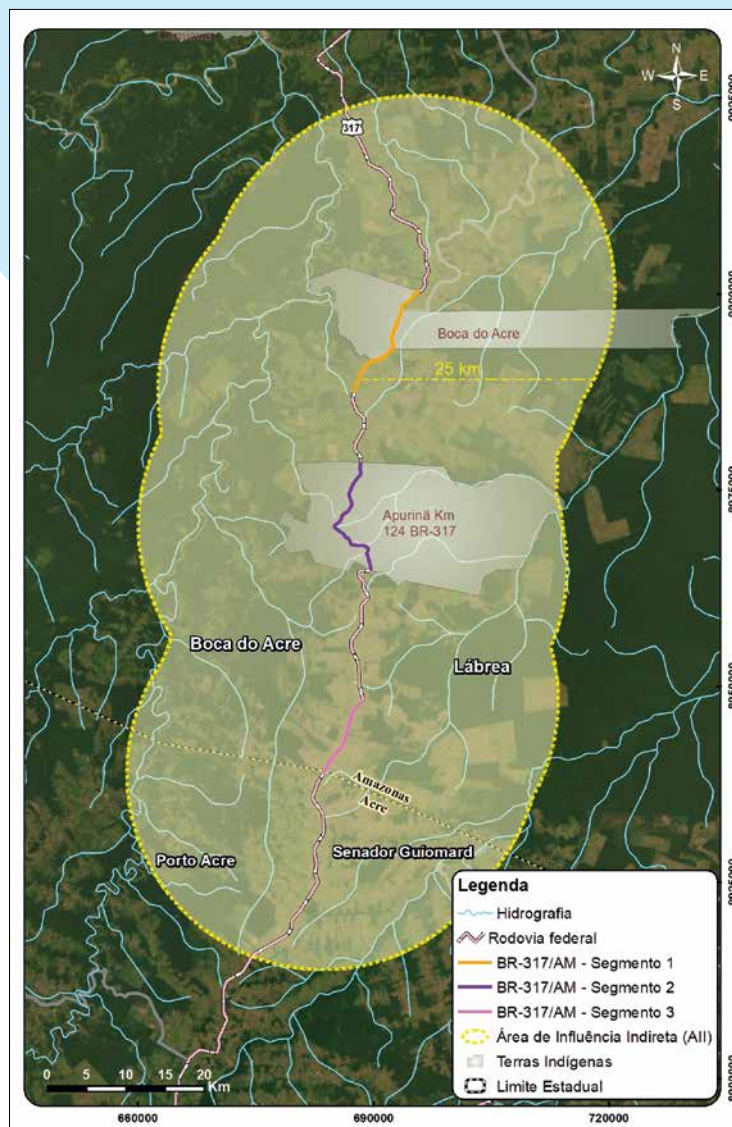 N
W E
S
317
Boca do Acre
25 km
Apurinã Km
124 BR-317
Boca do Acre
Lábrea
Amazonas
Acre
Porto Acre
Senador Guiomard
Legenda
Hidrografia
Rodovia federal
BR-317/AM - Segmento 1
BR-317/AM - Segmento 2
BR-317/AM - Segmento 3
Área de Influência Indireta (AII)
Terras Indígenas
Limite Estadual
0 5 10 15 20
Km
660000 690000 720000